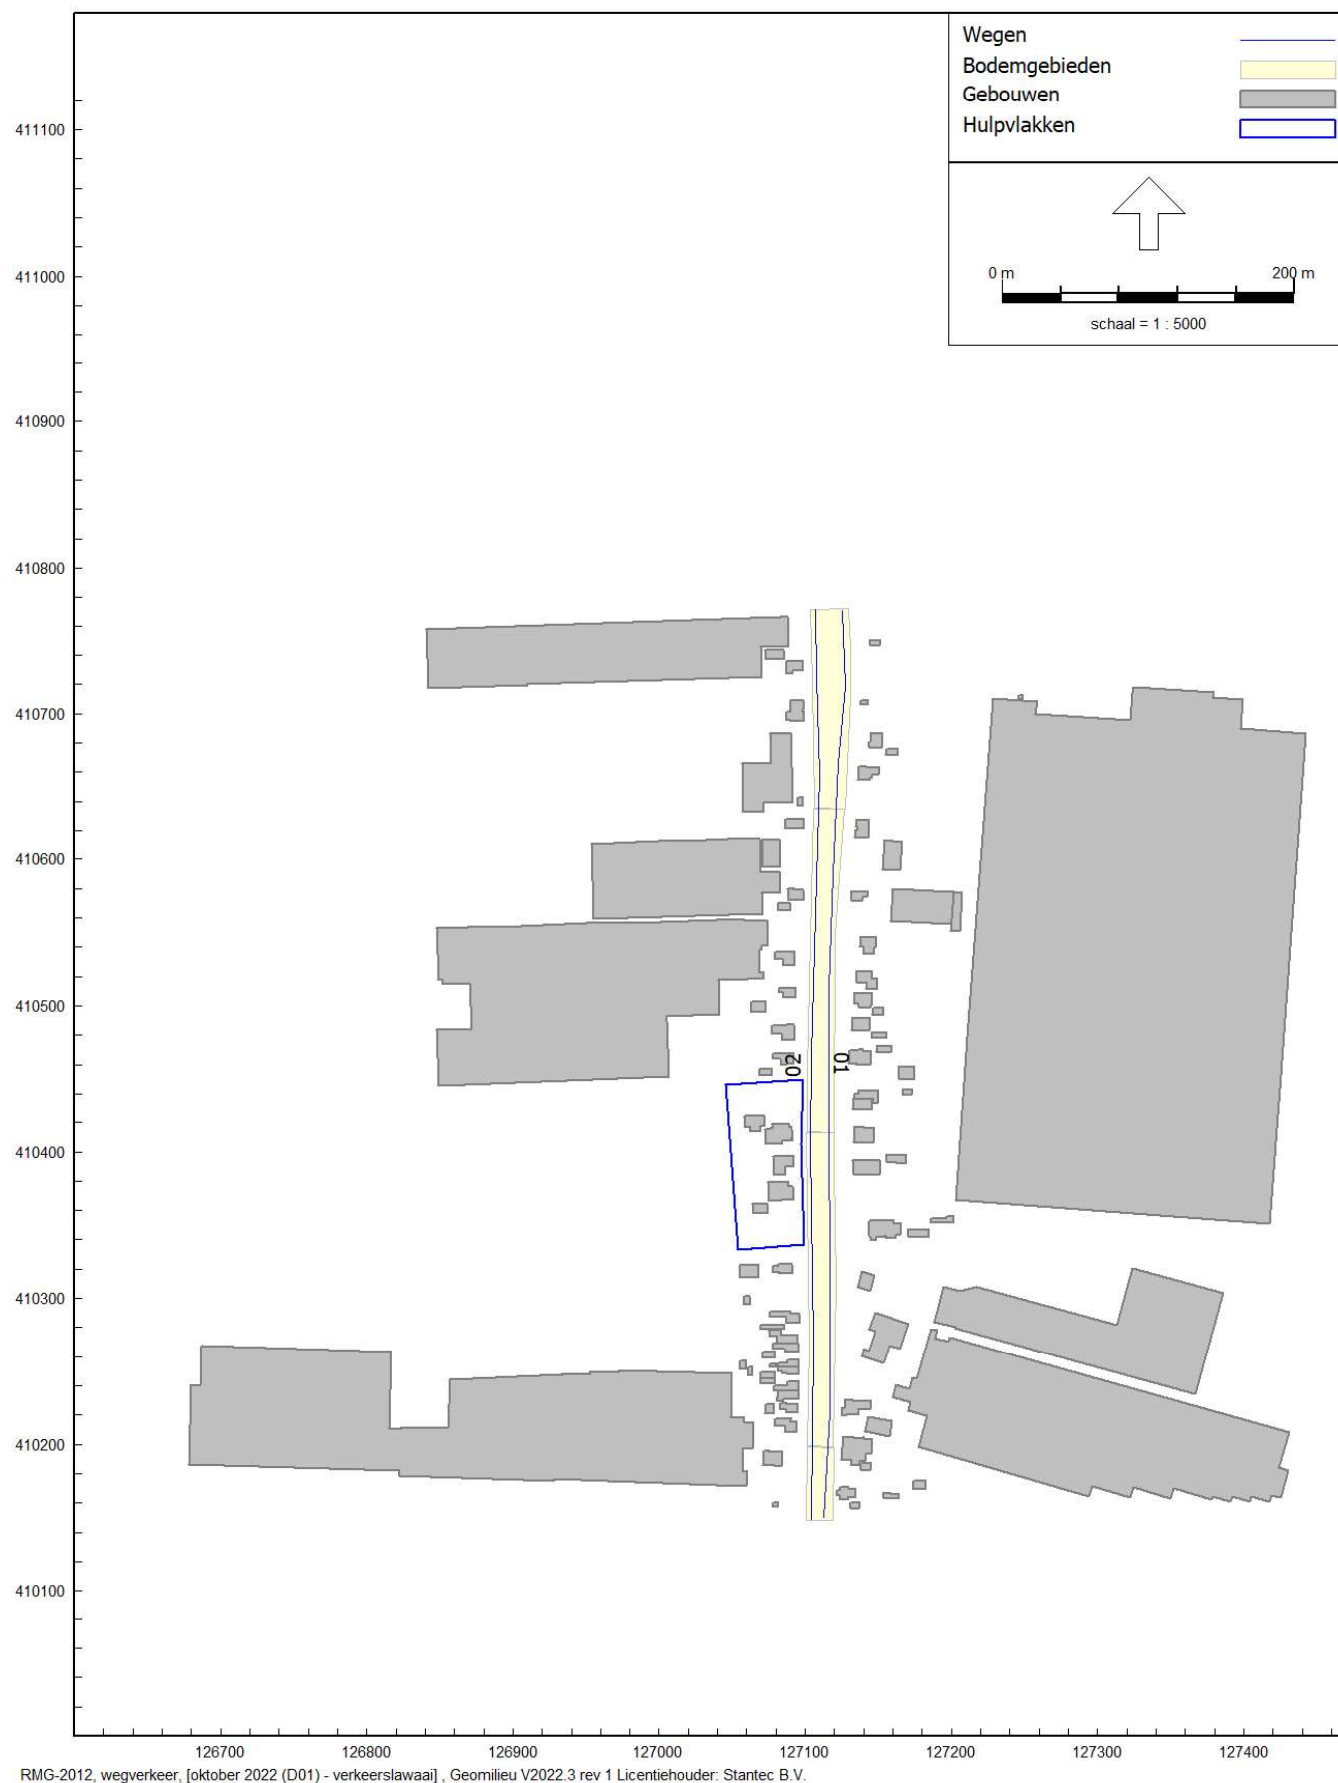 Wegen
Bodemgebieden
Gebouwen
Hulpvlakken
0 m 200 m
schaal = 1 : 5000
411100
411000
410900
410800
410700
410600
410500
410400
410300
410200
410100
02
01
126700 126800 126900 127000 127100 127200 127300 127400
RMG-2012, wegverkeer, [oktober 2022 (D01) - verkeerslawaai] , Geomilieu V2022.3 rev 1 Licentiehouder: Stantec B.V.